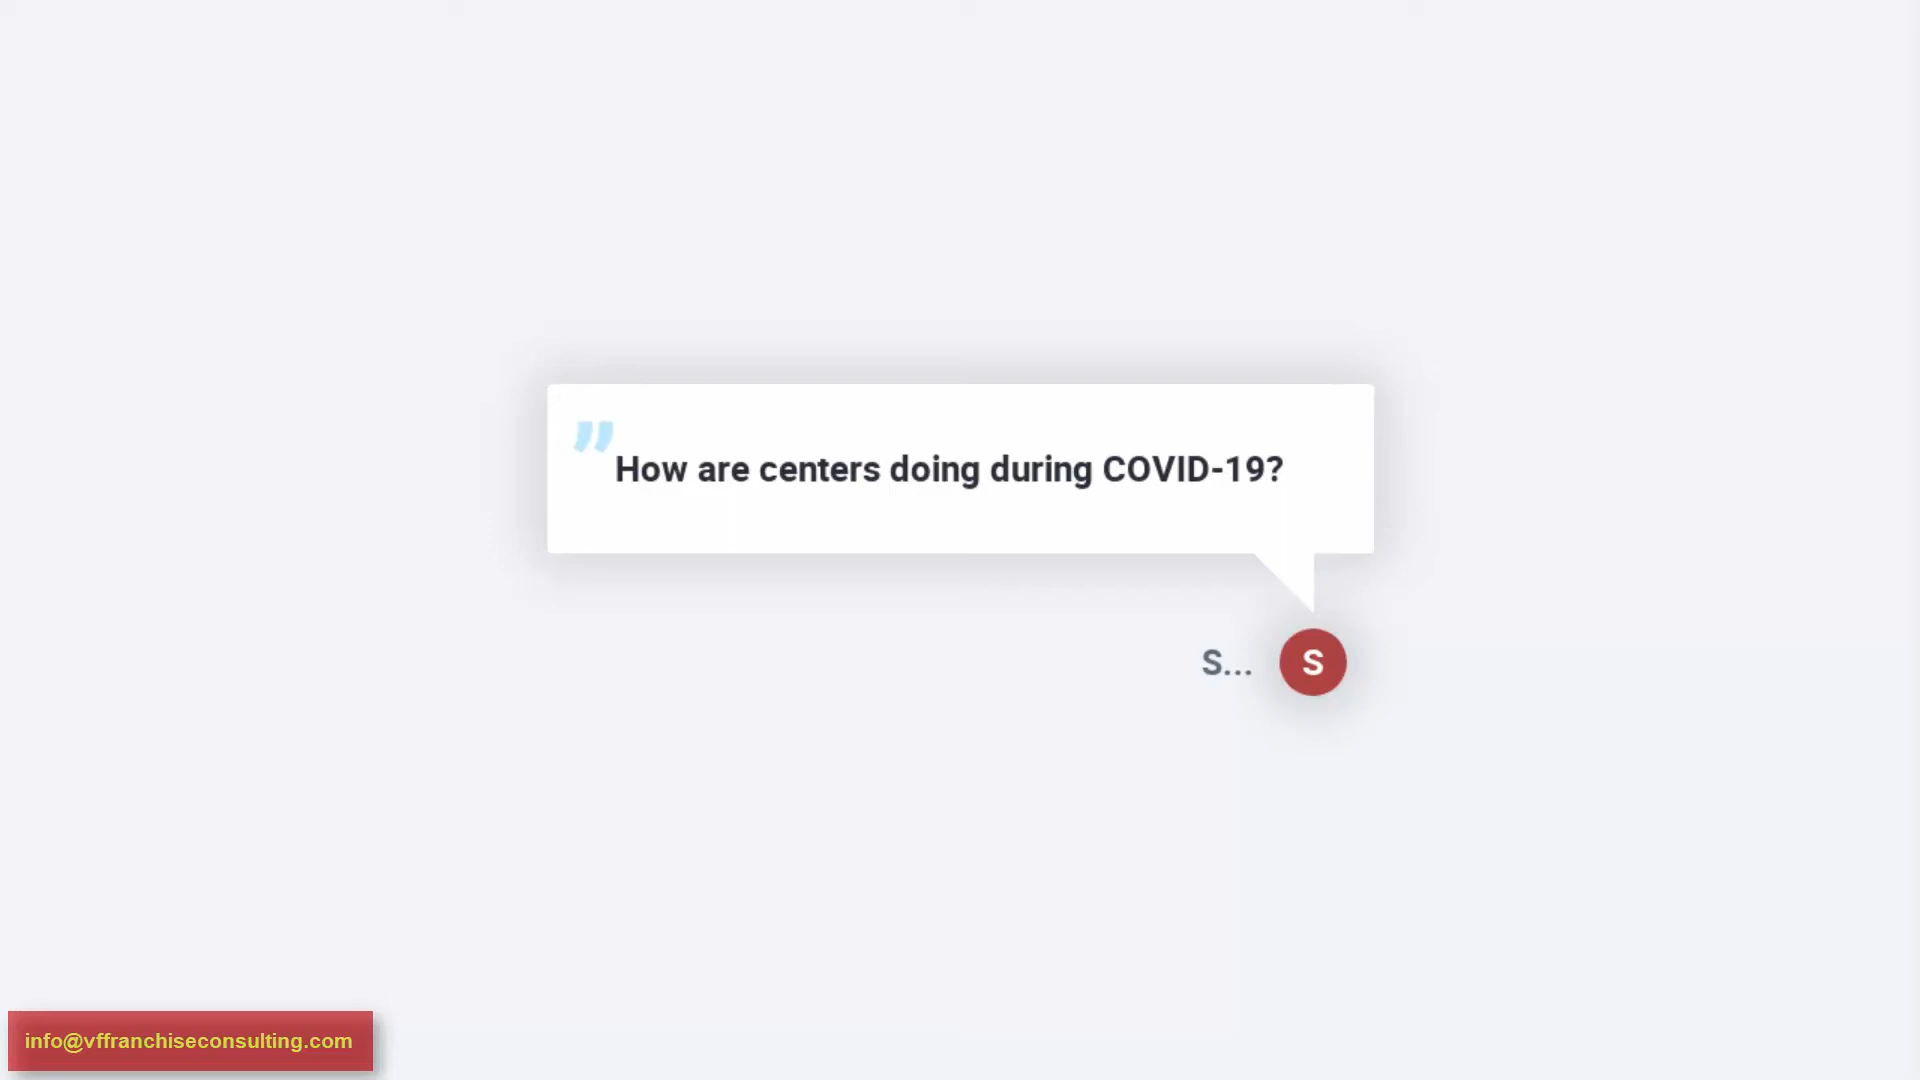 ” How are centers doing during COVID-19?
S... S
info@vffranchiseconsulting.com